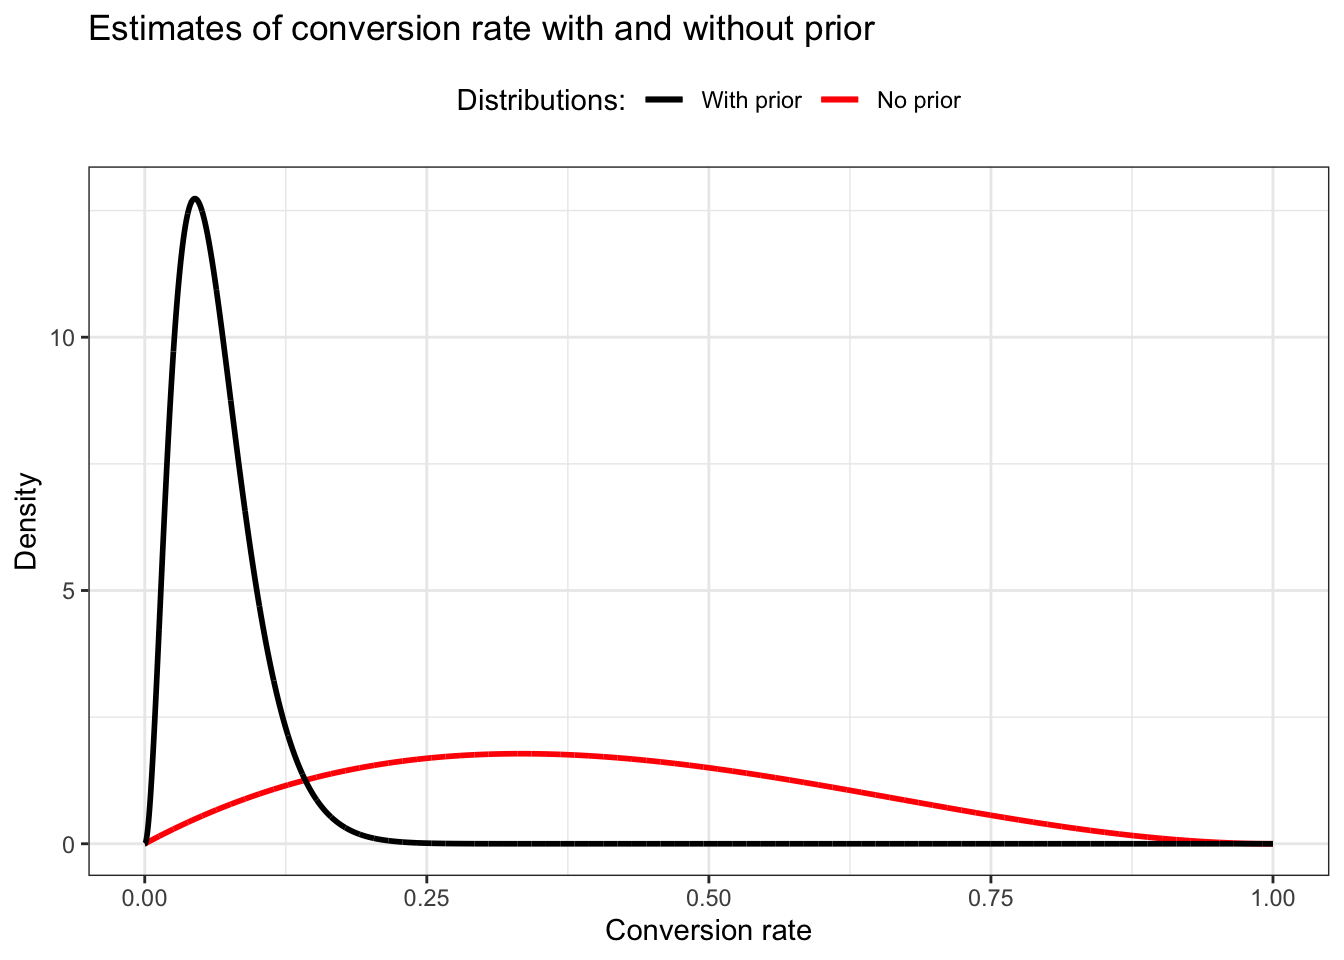 Estimates of conversion rate with and without prior
Distributions: With prior No prior
10
5
0
Density
0.00 0.25 0.50 0.75 1.00
Conversion rate